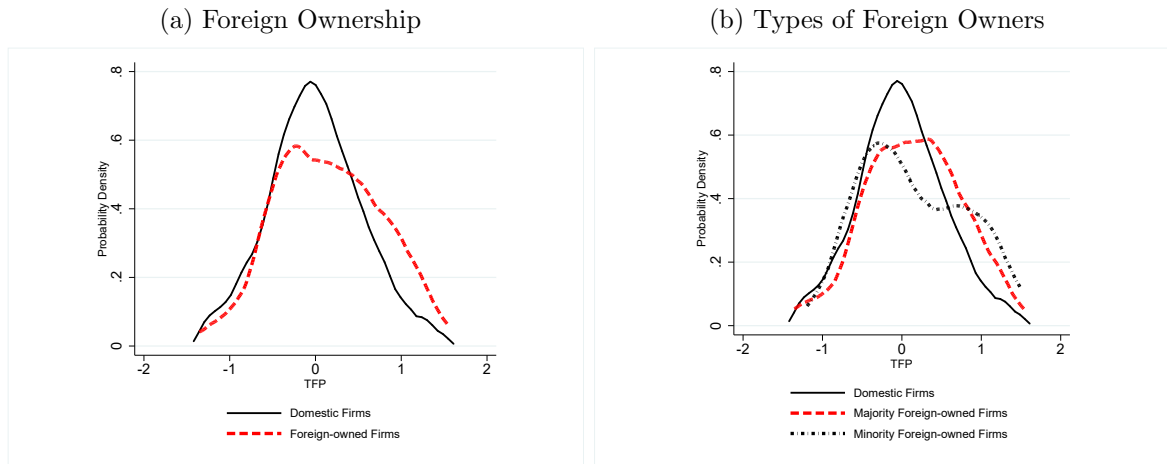 (a) Foreign Ownership
.8
.6
.4
.2
0
Probability Density
-2 -1 0 1 2
TFP
Domestic Firms
Foreign-owned Firms
(b) Types of Foreign Owners
.8
.6
.4
.2
0
Probability Density
-2 -1 0 1 2
TFP
Domestic Firms
Majority Foreign-owned Firms
Minority Foreign-owned Firms